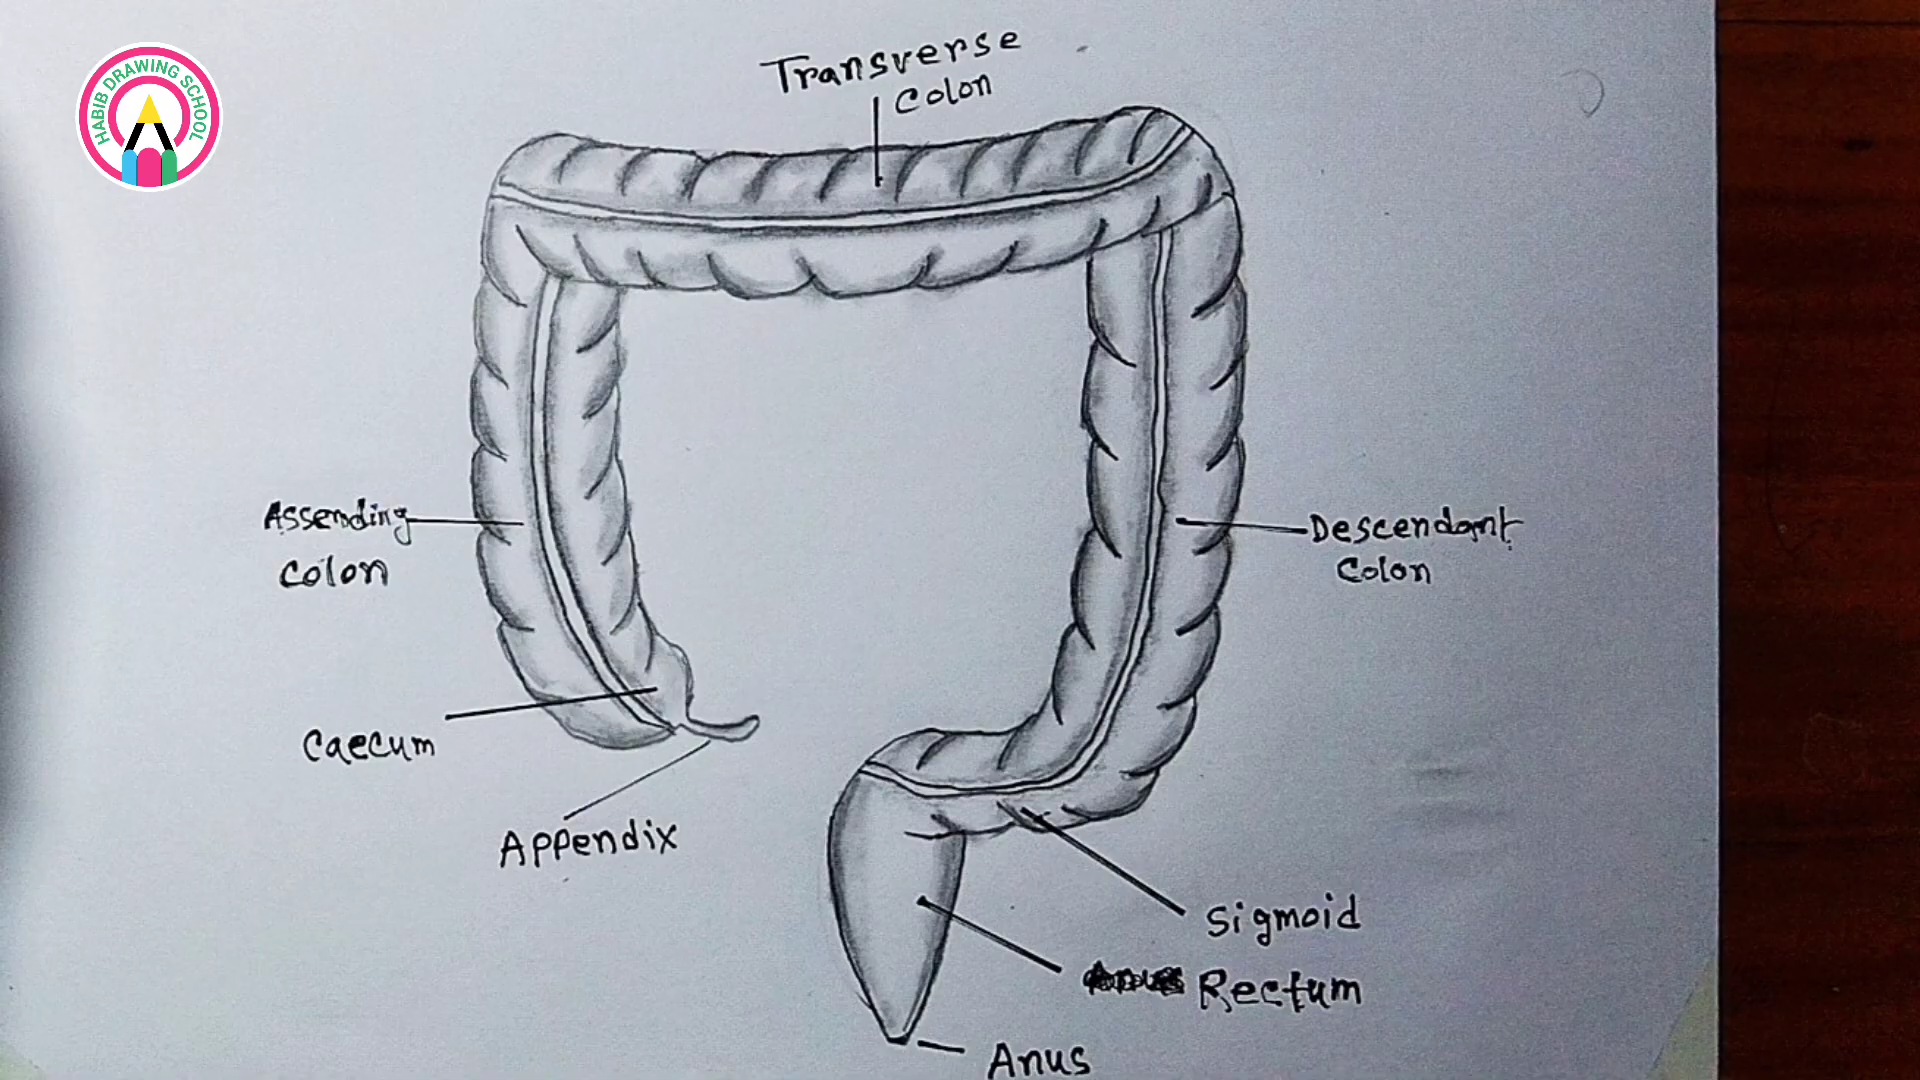 HABIB DRAWING SCHOOL
Transverse
Colon
Assending
Colon
Descendant
Colon
Caecum
Appendix
Sigmoid
Rectum
Anus